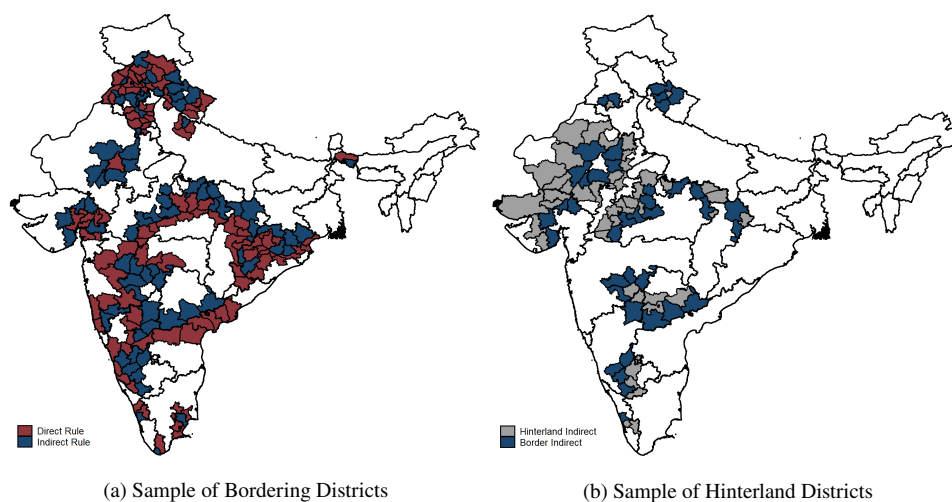 Direct Rule
Indirect Rule
Hinterland Indirect
Border Indirect
(a) Sample of Bordering Districts
(b) Sample of Hinterland Districts